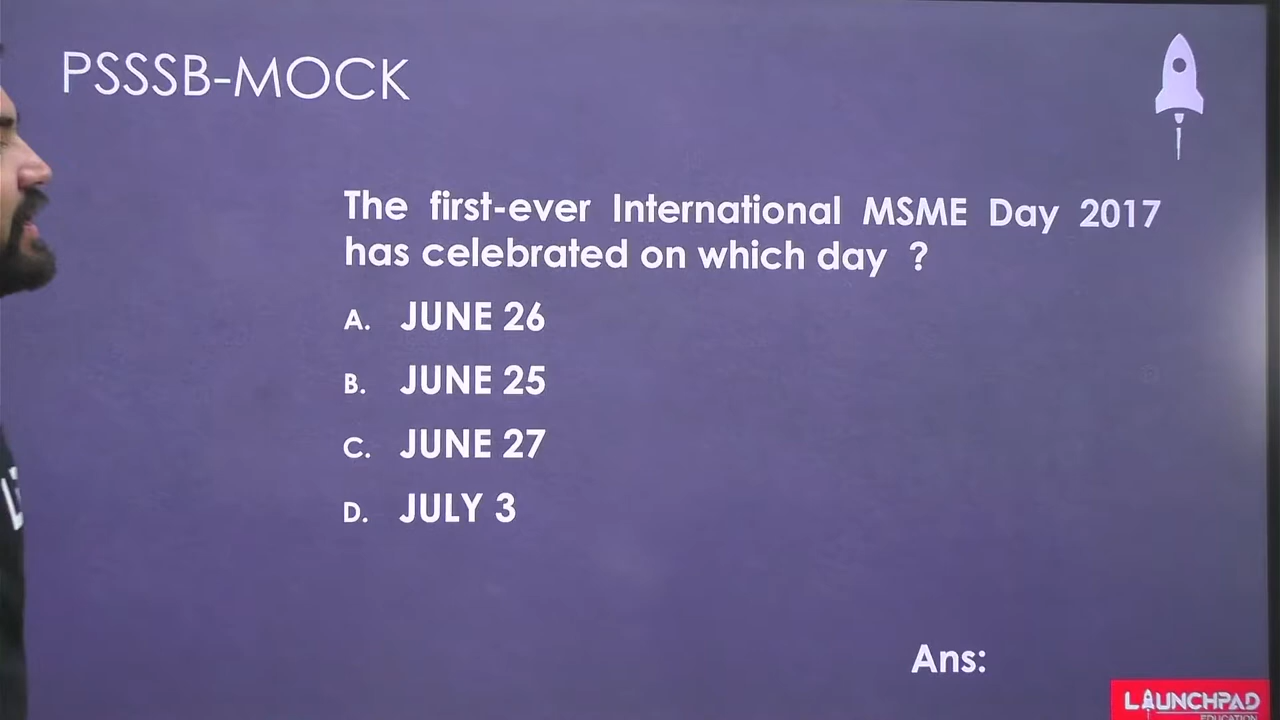 PSSSB-MOCK
The first-ever International MSME Day 2017
has celebrated on which day ?
A. JUNE 26
B. JUNE 25
C. JUNE 27
D. JULY 3
Ans:
LAUNCHPAD
EDUCATION